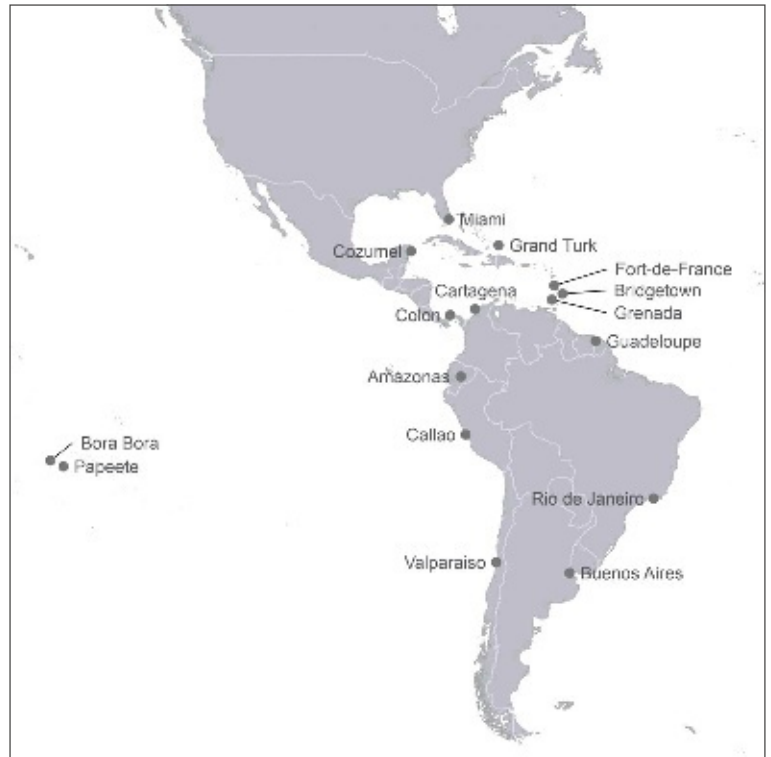 Miami
Grand Turk
Cozumel
Fort-de-France
Cartagena
Bridgetown
Colon
Grenada
Guadeloupe
Amazonas
Callao
Bora Bora
Papeete
Rio de Janeiro
Valparaiso
Buenos Aires